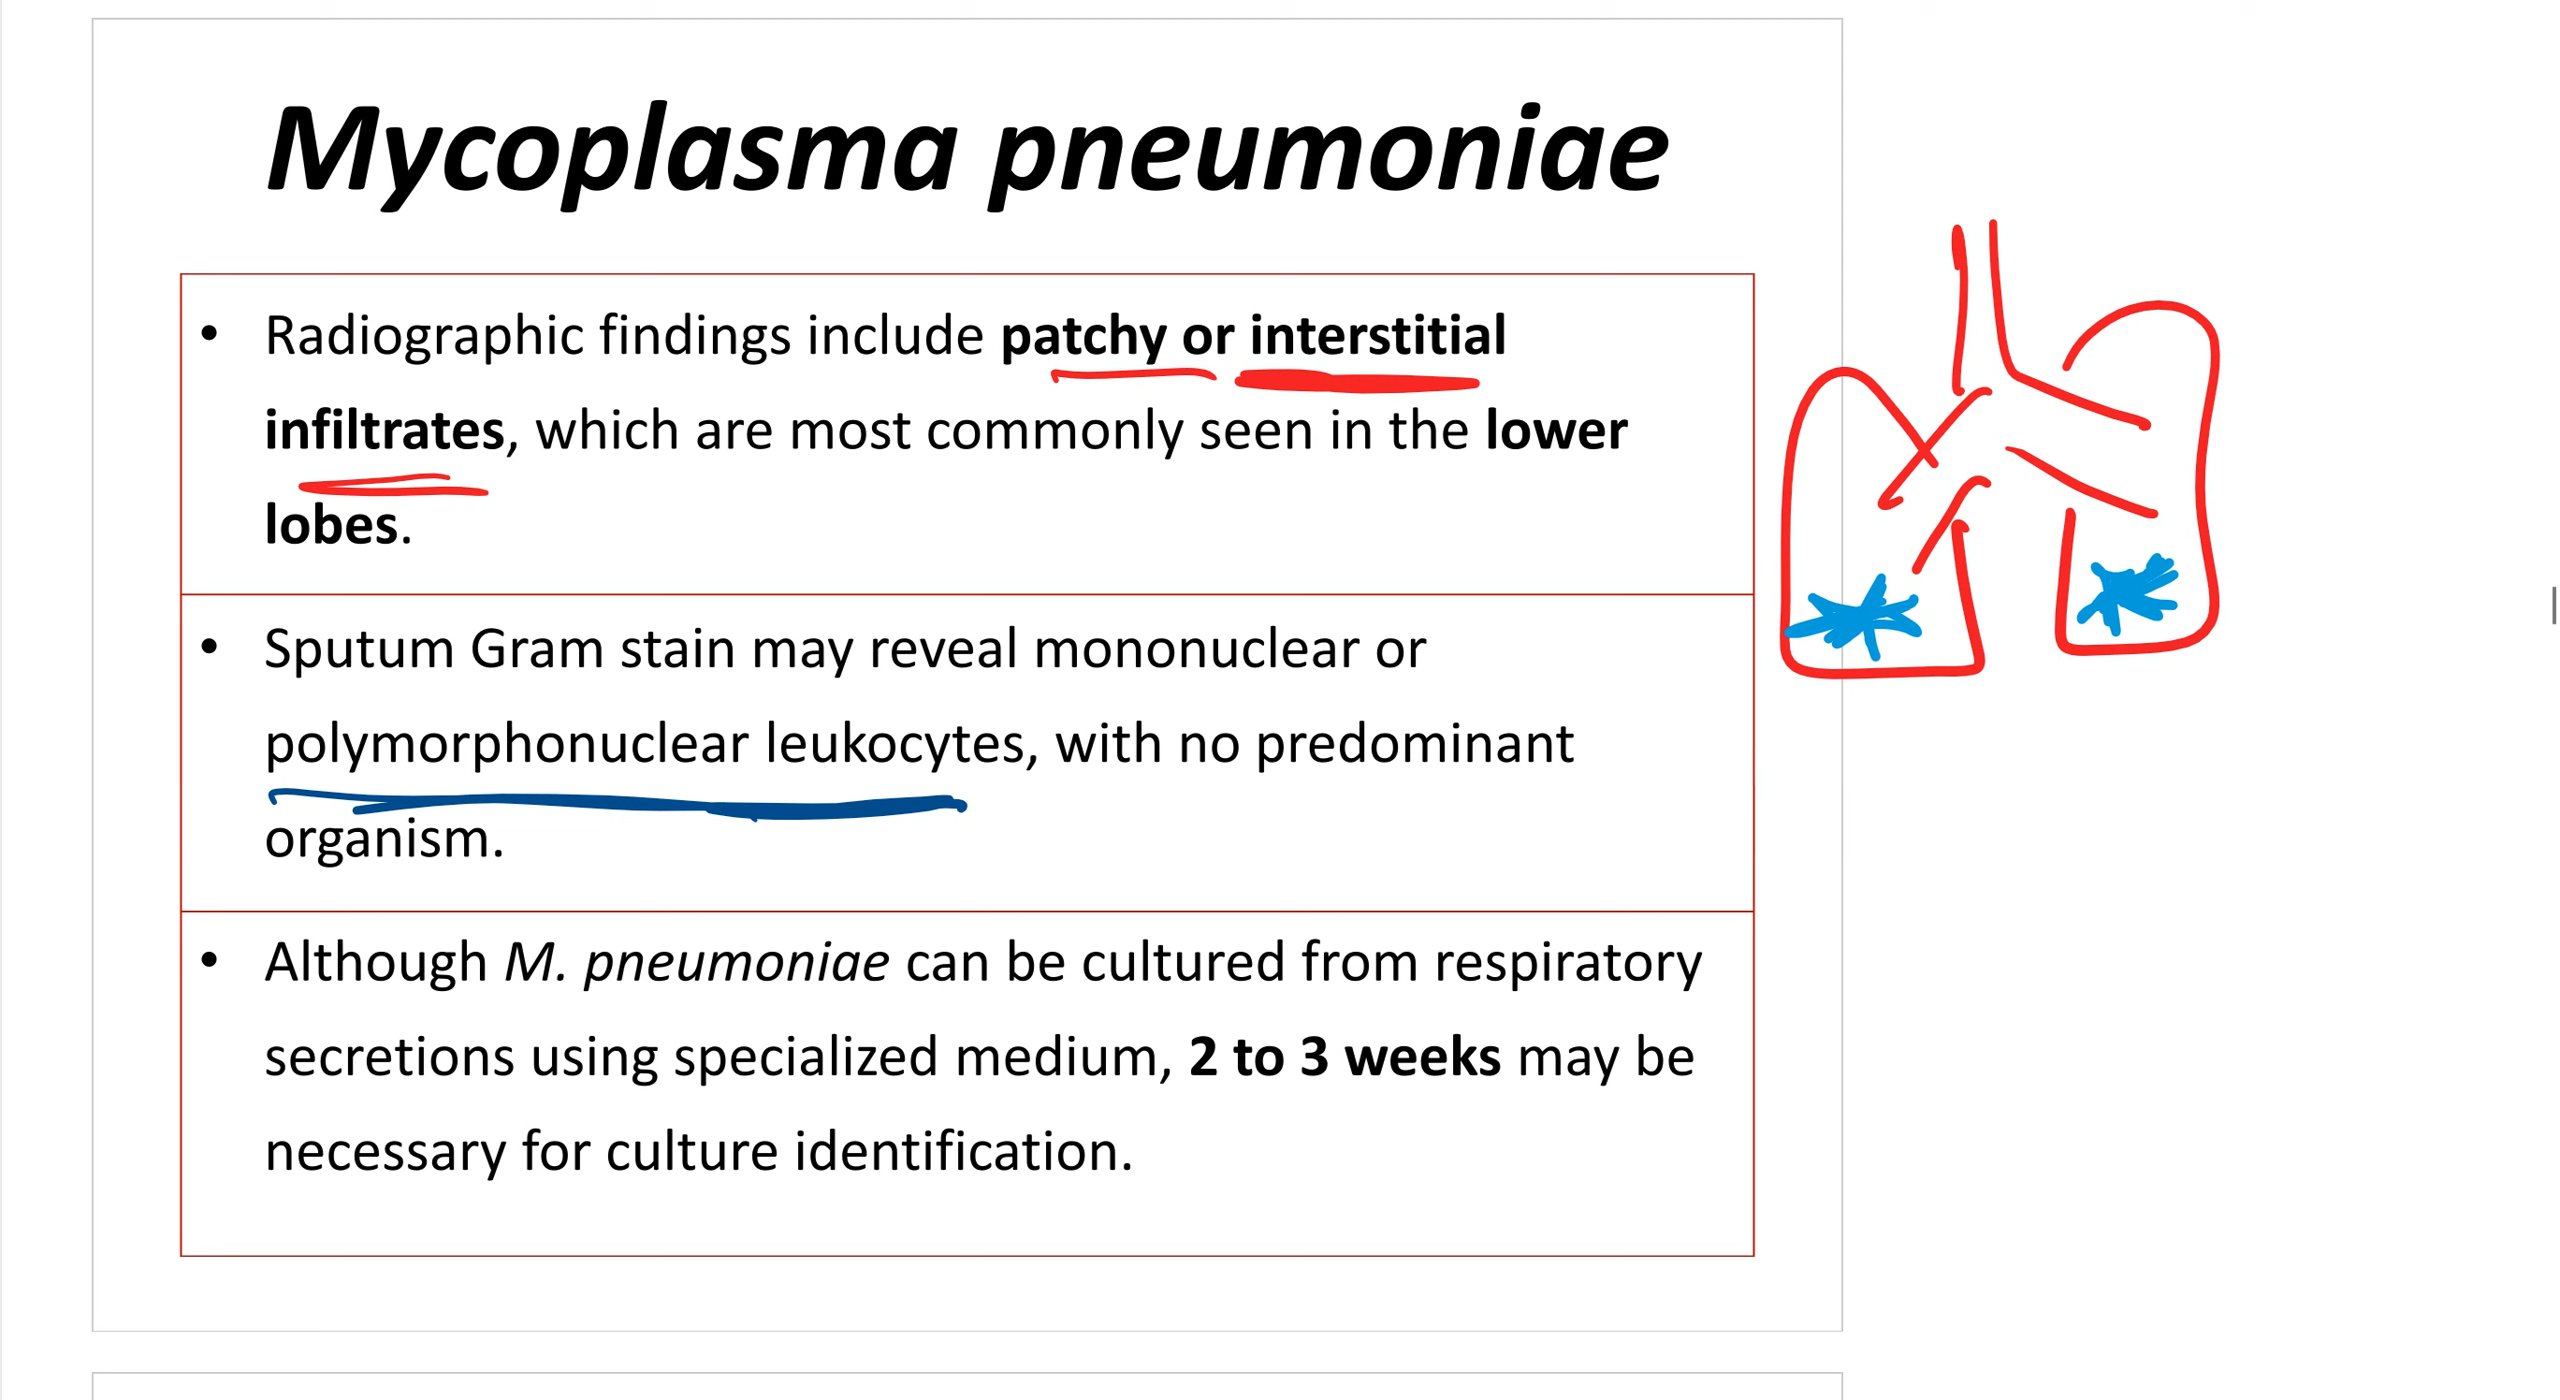 Mycoplasma pneumoniae
• Radiographic findings include patchy or interstitial
infiltrates, which are most commonly seen in the lower
lobes.
• Sputum Gram stain may reveal mononuclear or
polymorphonuclear leukocytes, with no predominant
organism.
• Although M. pneumoniae can be cultured from respiratory
secretions using specialized medium, 2 to 3 weeks may be
necessary for culture identification.